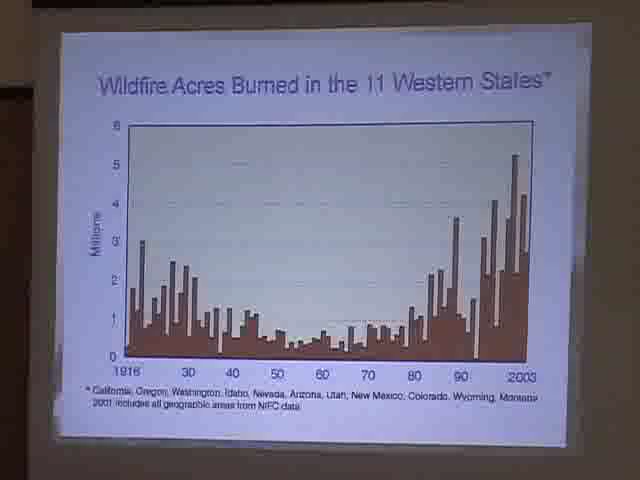 Wildfire Acres Burned in the 11 Western States*
Millions
6
5
4
3
2
1
0
1916 30 40 50 60 70 80 90 2003
* California, Oregon, Washington, Idaho, Nevada, Arizona, Utah, New Mexico, Colorado, Wyoming, Montana
2001 includes all geographic areas from NIFC data